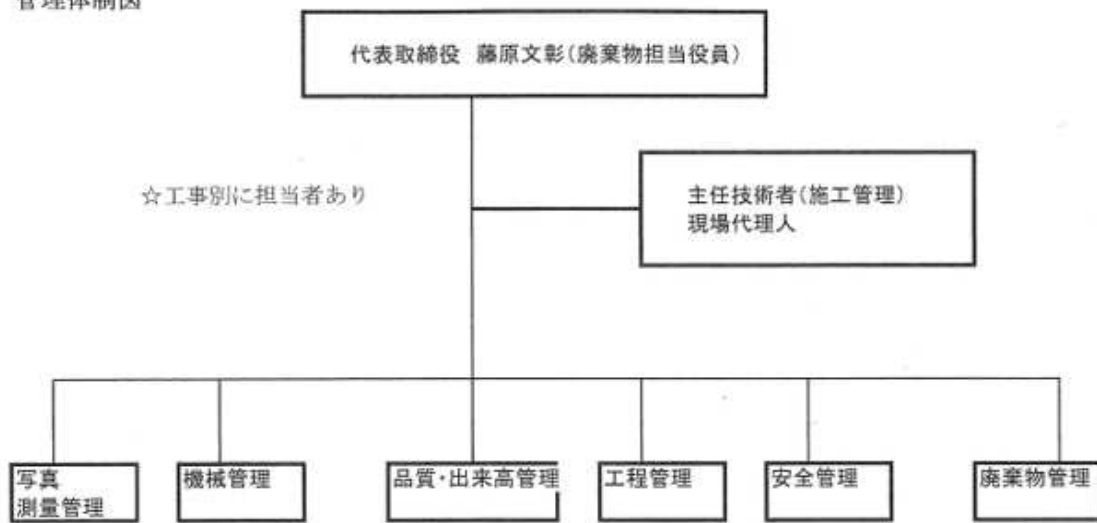 管理体制図
代表取締役 藤原文彰(廃棄物担当役員)
☆工事別に担当者あり
主任技術者(施工管理)
現場代理人
写真
測量管理
機械管理
品質・出来高管理
工程管理
安全管理
廃棄物管理